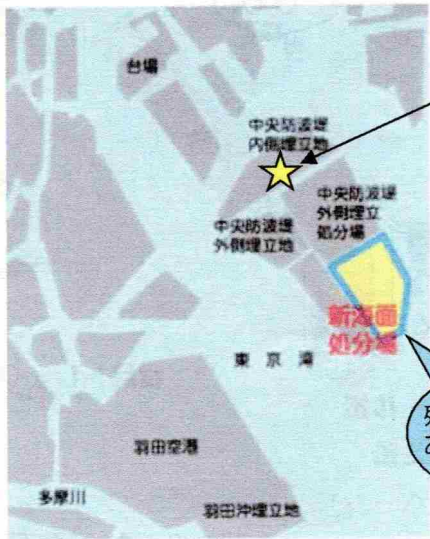 台場
中央防波堤
内側埋立地
中央防波堤
外側埋立
処分場
中央防波堤
外側埋立地
新海面
処分場
東京湾
羽田空港
多摩川
羽田沖埋立地